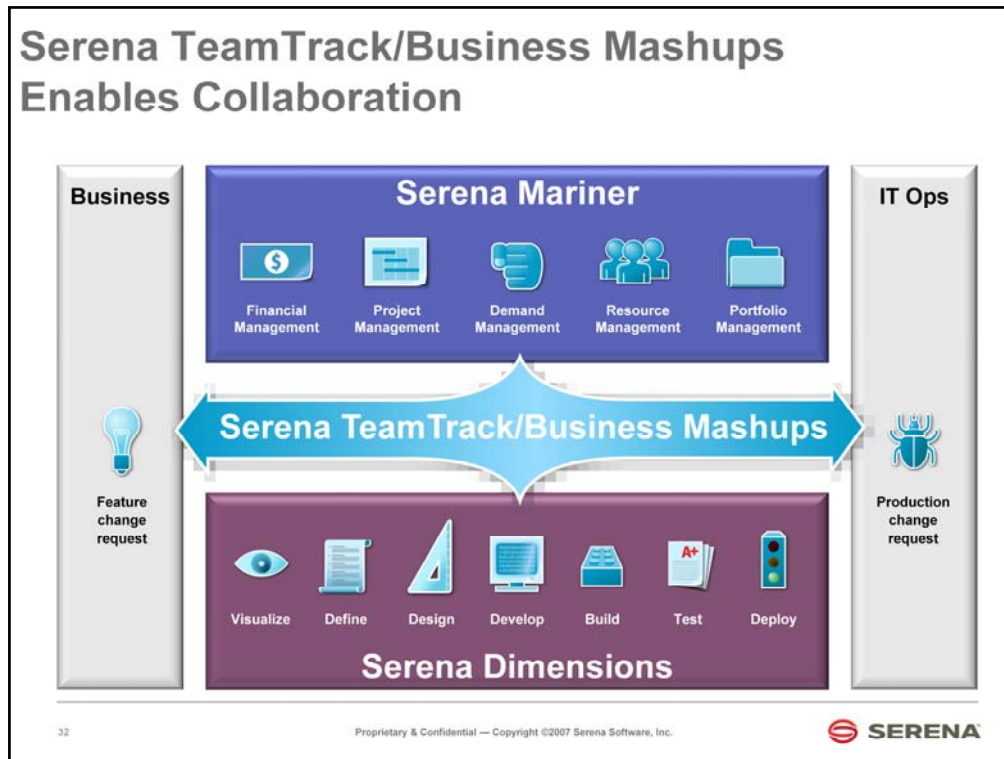 Serena TeamTrack/Business Mashups
Enables Collaboration
Business
Feature
change
request
Serena Mariner
$
Financial
Management
Project
Management
Demand
Management
Resource
Management
Portfolio
Management
Serena TeamTrack/Business Mashups
A+
Visualize
Define
Design
Develop
Build
Test
Deploy
Serena Dimensions
IT Ops
Production
change
request
32
Proprietary & Confidential — Copyright ©2007 Serena Software, Inc.
SERENA